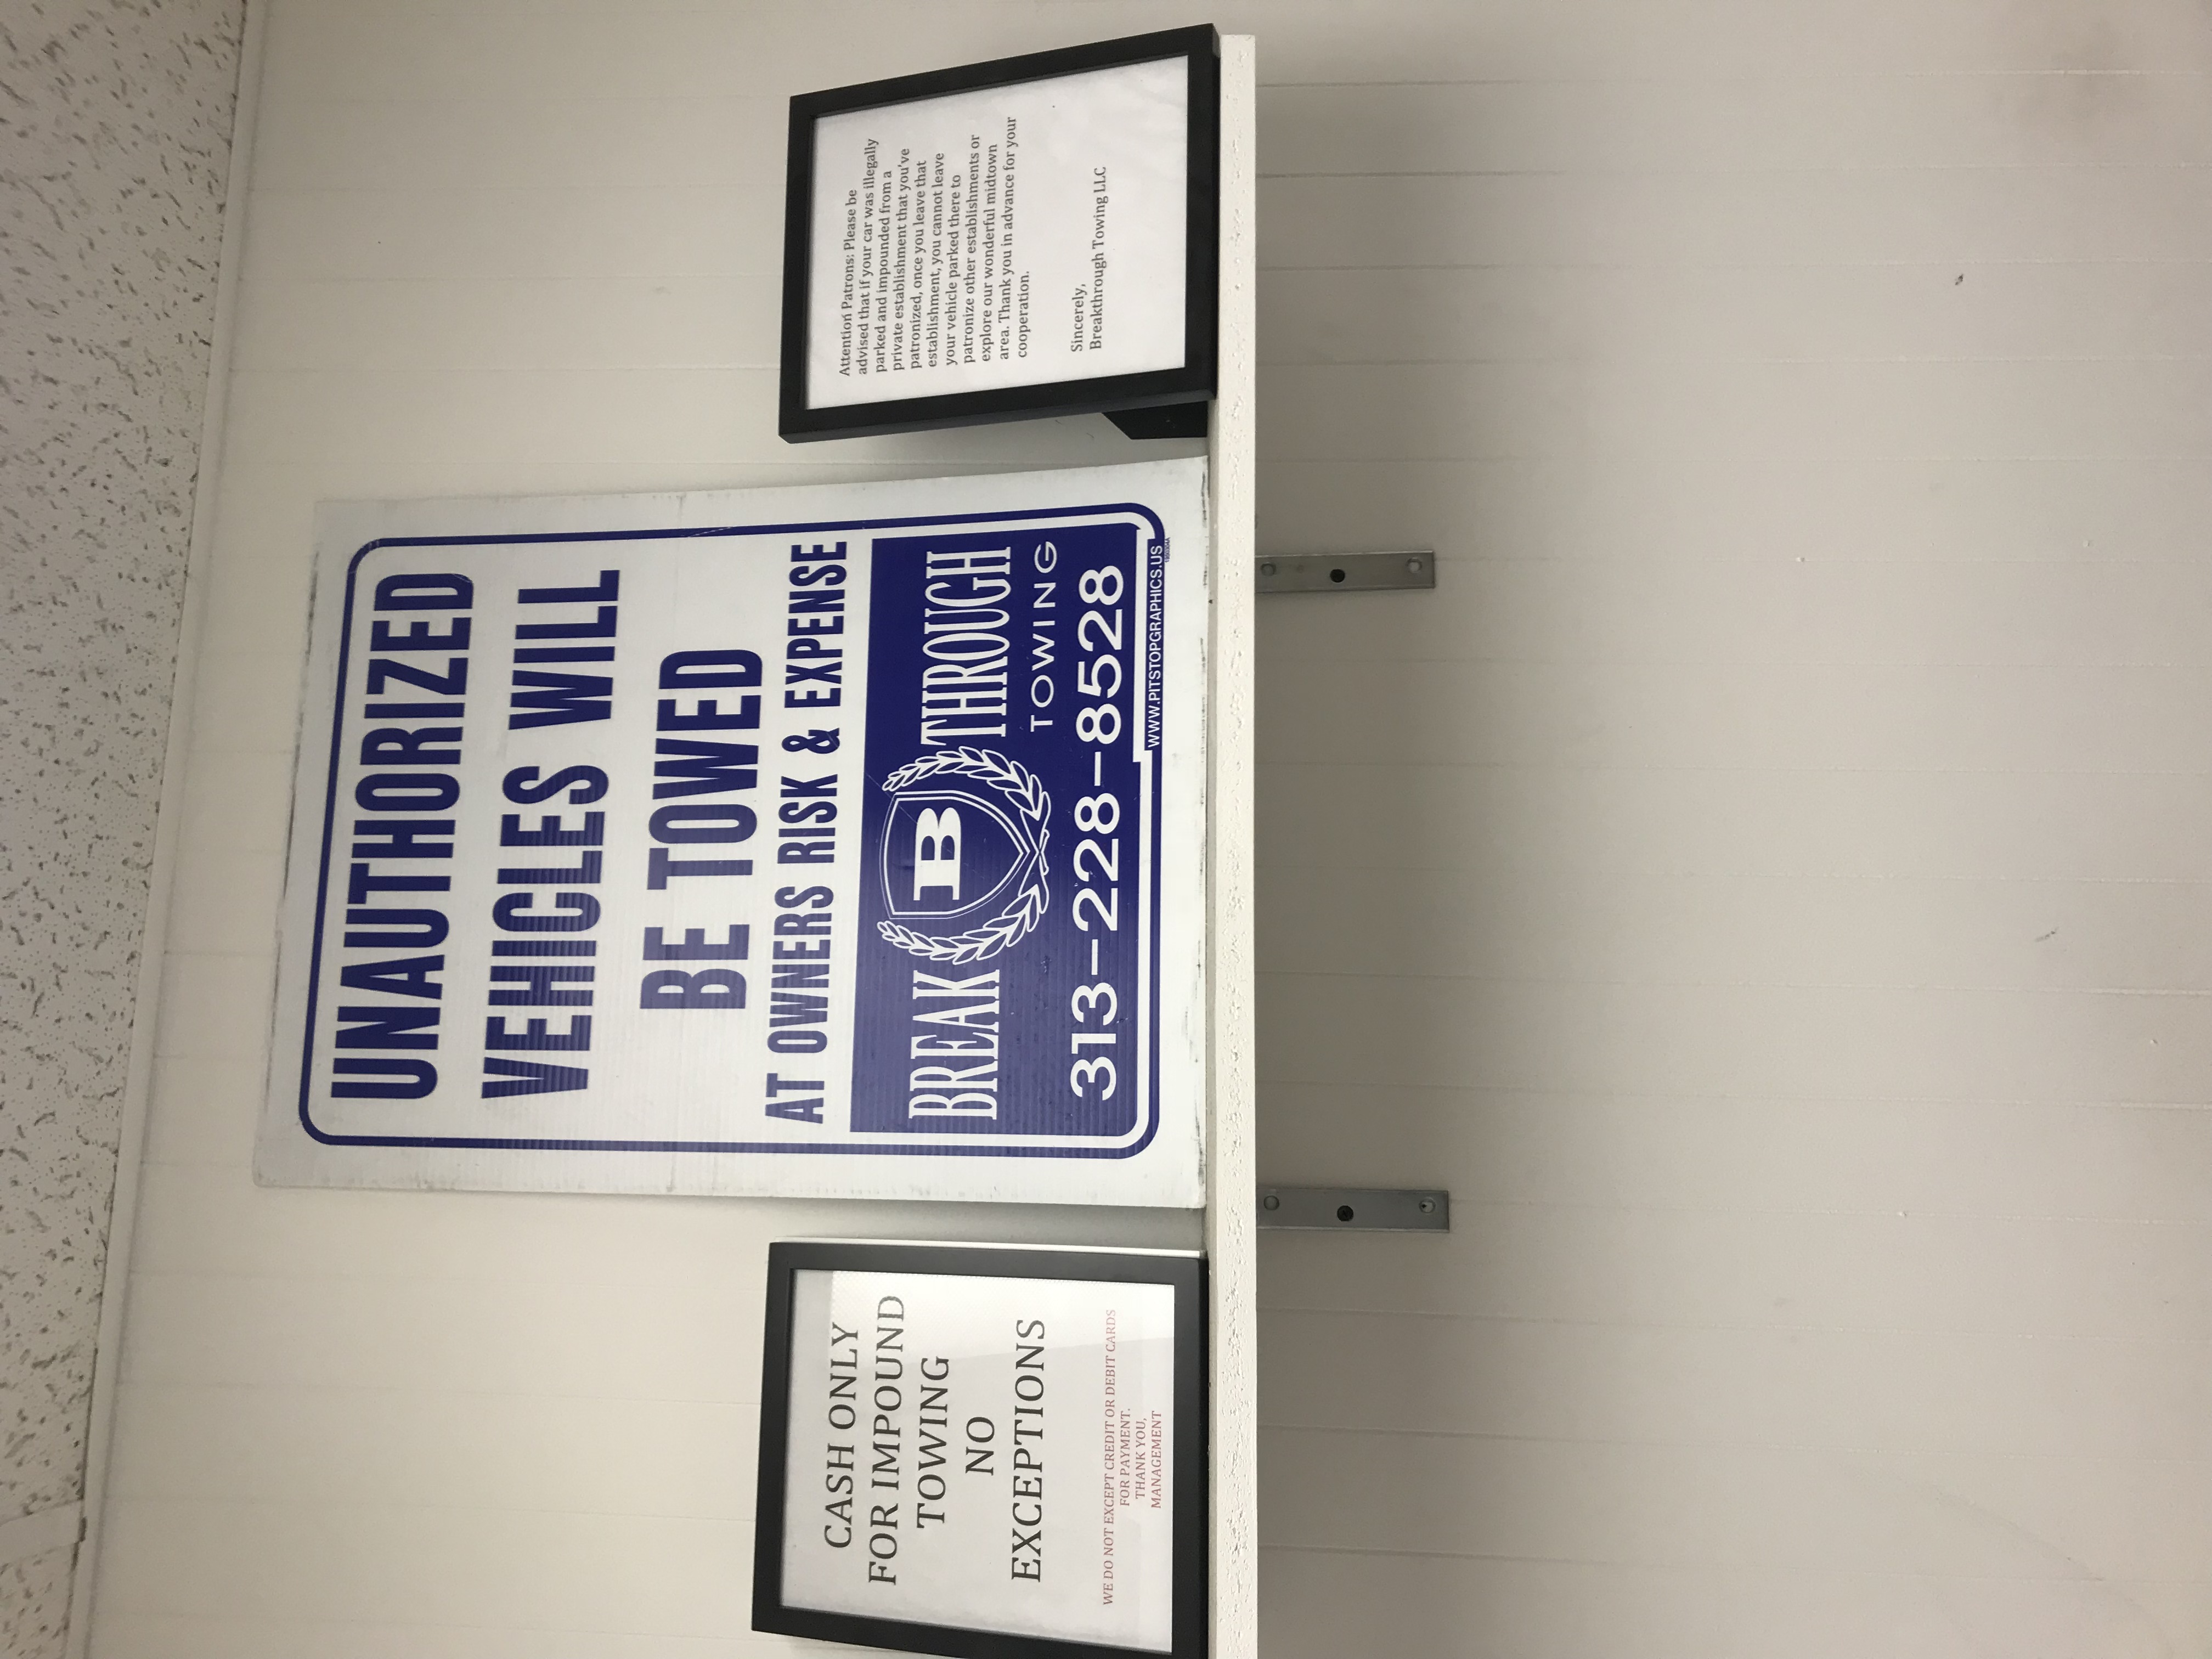 CASH ONLY
FOR IMPOUND
TOWING
NO
EXCEPTIONS
WE DO NOT EXCEPT CREDIT OR DEBIT CARDS
FOR PAYMENT.
THANK YOU,
MANAGEMENT
UNAUTHORIZED
VEHICLES WILL
BE TOWED
AT OWNERS RISK & EXPENSE
BREAK B THROUGH
TOWING
313-228-8528
WWW.PITSTOPGRAPHICS.US
Attention Patrons: Please be
advised that if your car was illegally
parked and impounded from a
private establishment that you've
patronized, once you leave that
establishment, you cannot leave
your vehicle parked there to
patronize other establishments or
explore our wonderful midtown
area. Thank you in advance for your
cooperation.
Sincerely,
Breakthrough Towing LLC